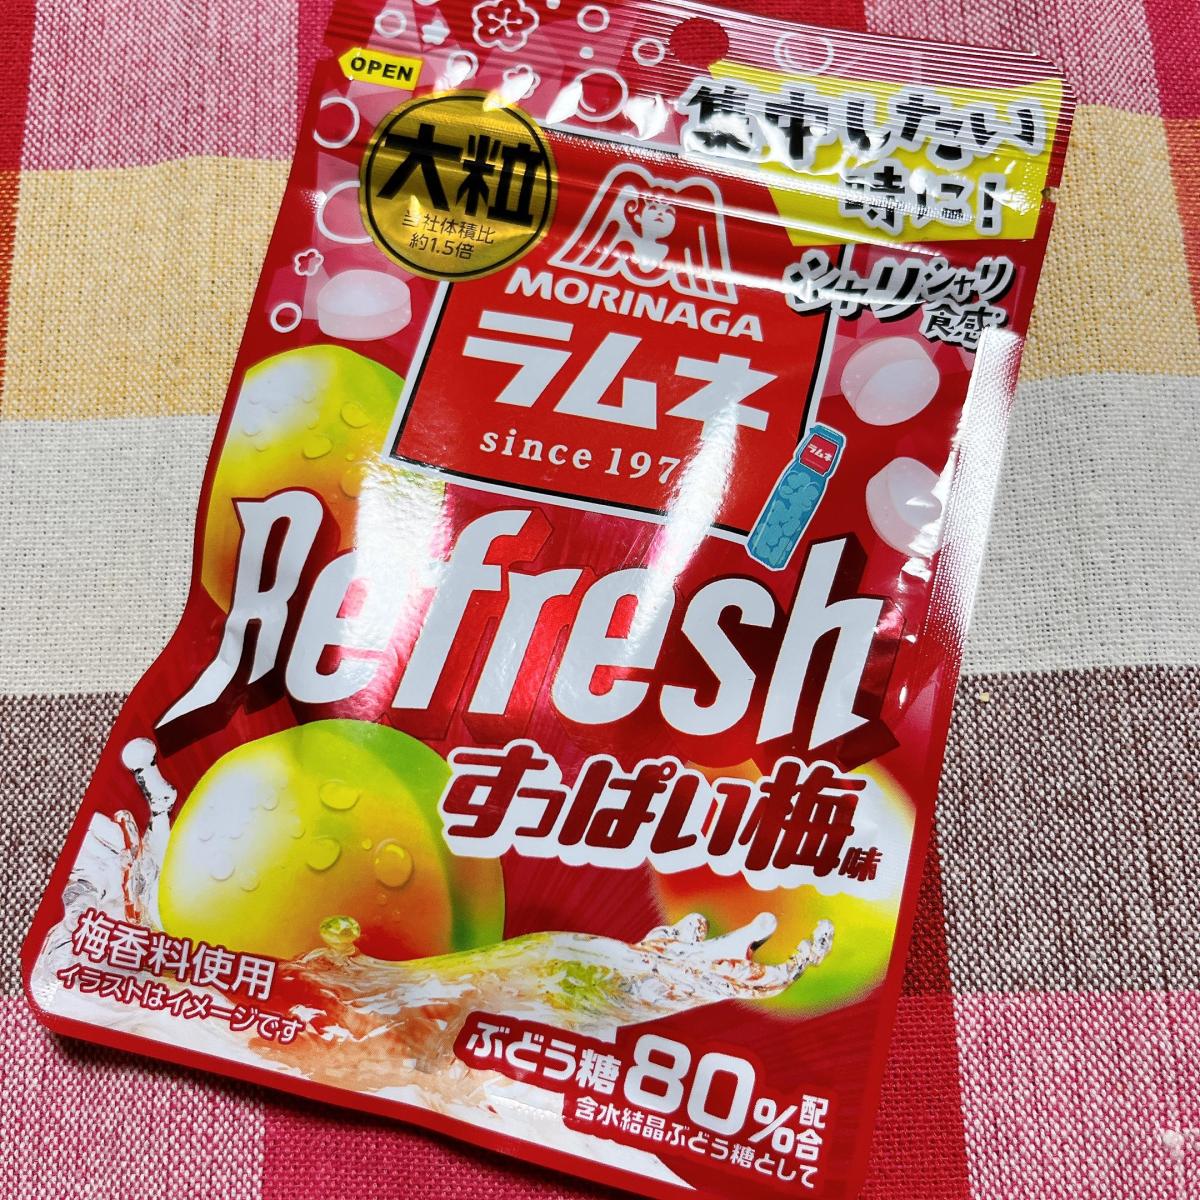 OPEN
大粒
当社体積比
約1.5倍
集中したい
時に!
シャリシャリ
食感
MORINAGA
ラムネ
since 197
ラムネ
Refresh
すっぱい梅味
梅香料使用
イラストはイメージです
ぶどう糖80%配合
含水結晶ぶどう糖として